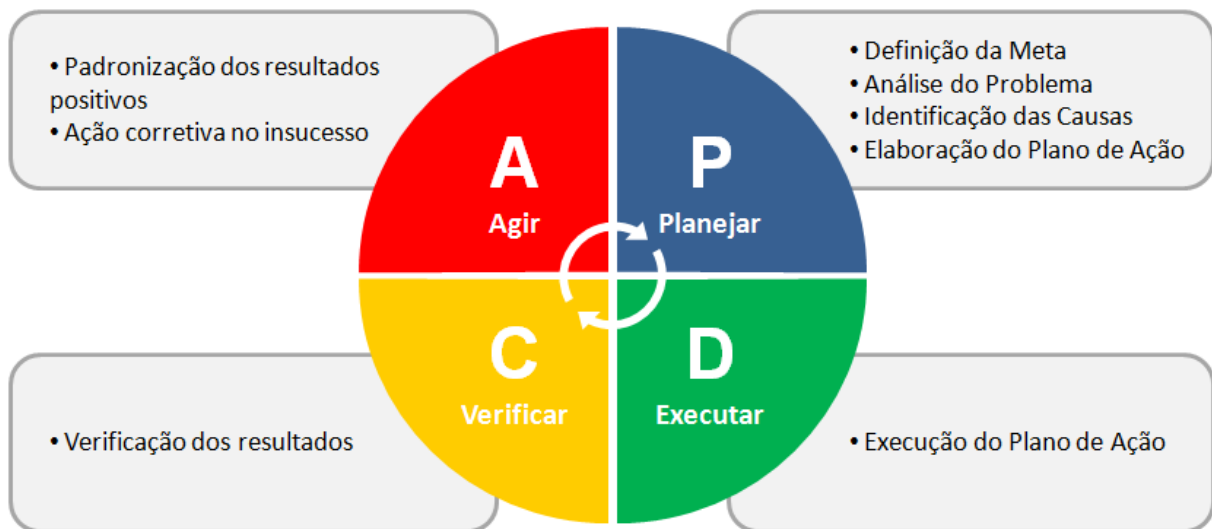 • Padronização dos resultados
positivos
• Ação corretiva no insucesso
A
Agir
P
Planejar
• Definição da Meta
• Análise do Problema
• Identificação das Causas
• Elaboração do Plano de Ação
• Verificação dos resultados
C
Verificar
D
Executar
• Execução do Plano de Ação